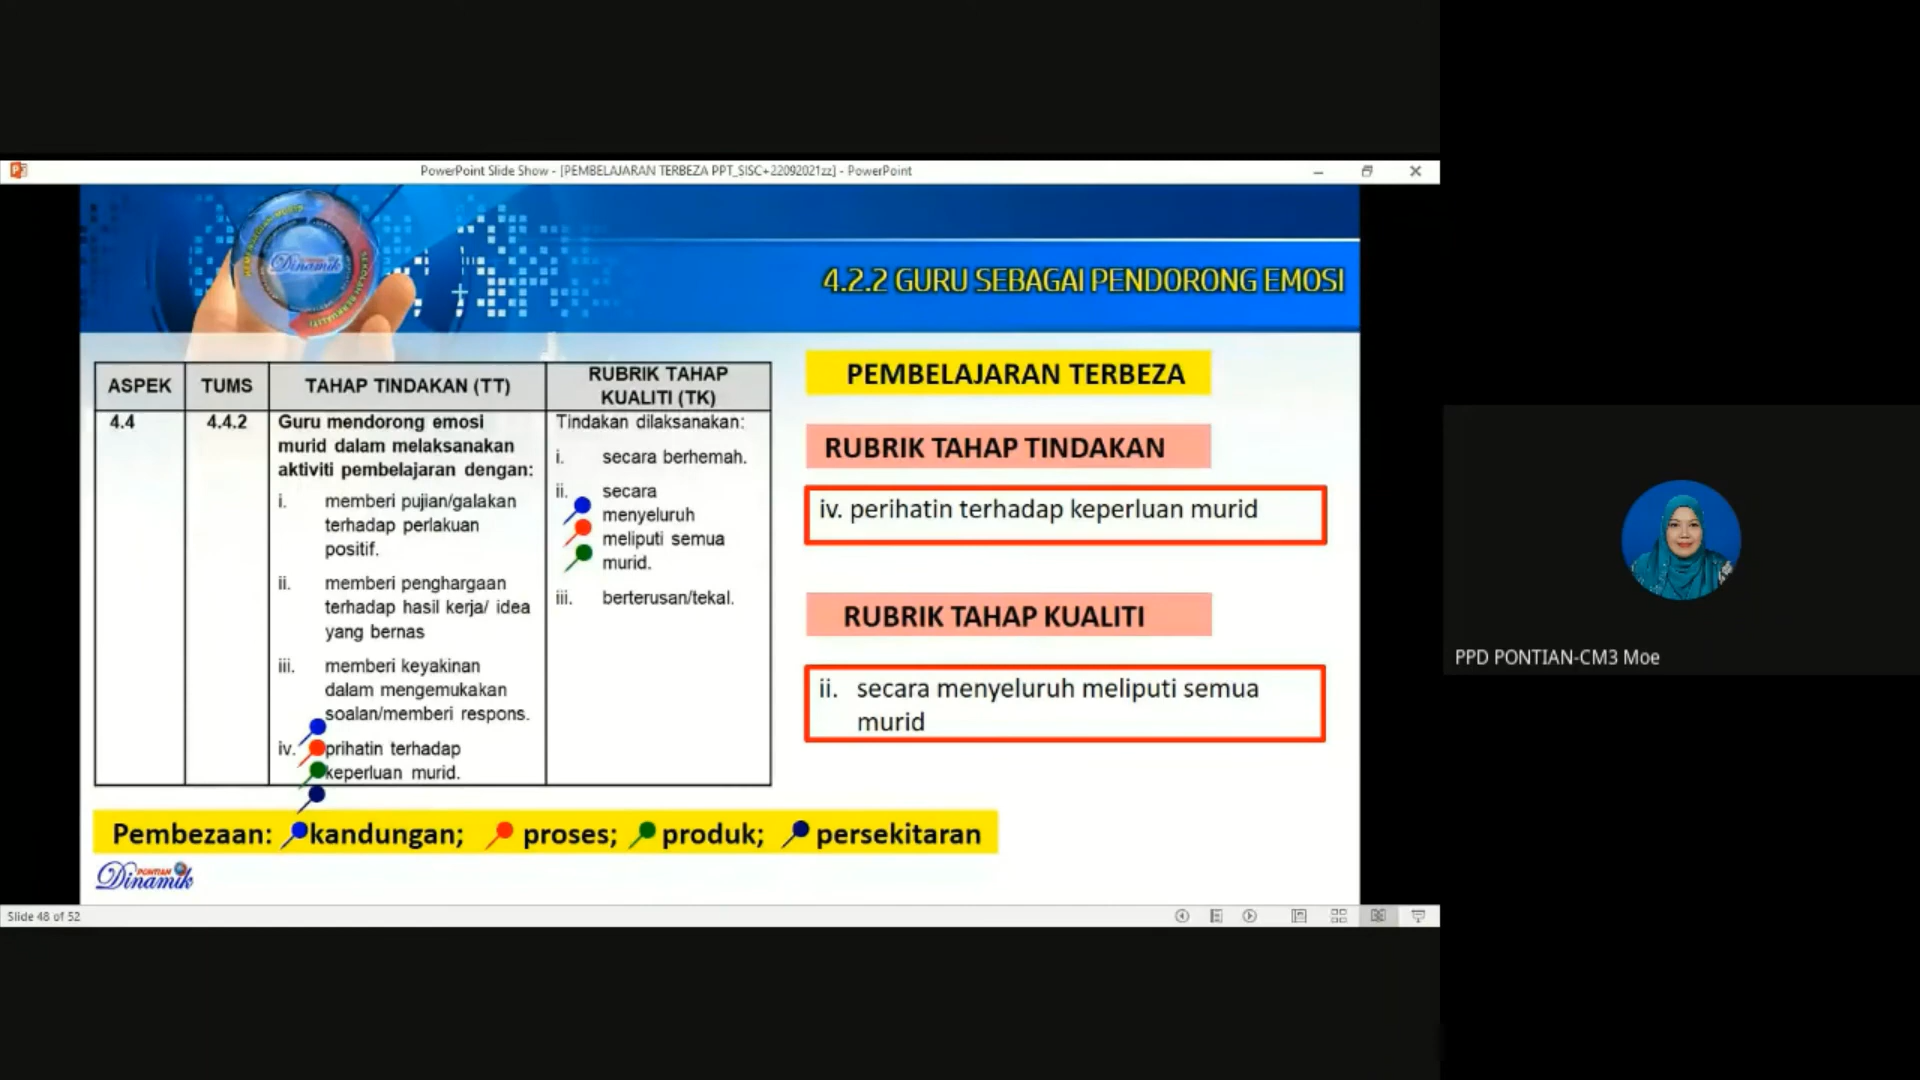 PowerPoint Slide Show - [PEMBELAJARAN TERBEZA PPT_SISC+22092021zz] - PowerPoint
Dinamik
4.2.2 GURU SEBAGAI PENDORONG EMOSI
ASPEK
TUMS
TAHAP TINDAKAN (TT)
RUBRIK TAHAP
KUALITI (TK)
4.4
4.4.2
Guru mendorong emosi
murid dalam melaksanakan
aktiviti pembelajaran dengan:
i. memberi pujian/galakan
terhadap perlakuan
positif.
ii. memberi penghargaan
terhadap hasil kerja/ idea
yang bernas
iii. memberi keyakinan
dalam mengemukakan
soalan/memberi respons.
iv. prihatin terhadap
keperluan murid.
Tindakan dilaksanakan:
i. secara berhemah.
ii. secara
menyeluruh
meliputi semua
murid.
iii. berterusan/tekal.
PEMBELAJARAN TERBEZA
RUBRIK TAHAP TINDAKAN
iv. perihatin terhadap keperluan murid
RUBRIK TAHAP KUALITI
ii. secara menyeluruh meliputi semua
murid
Pembezaan: kandungan; proses; produk; persekitaran
PONTIAN
Dinamik
Slide 48 of 52
PPD PONTIAN-CM3 Moe